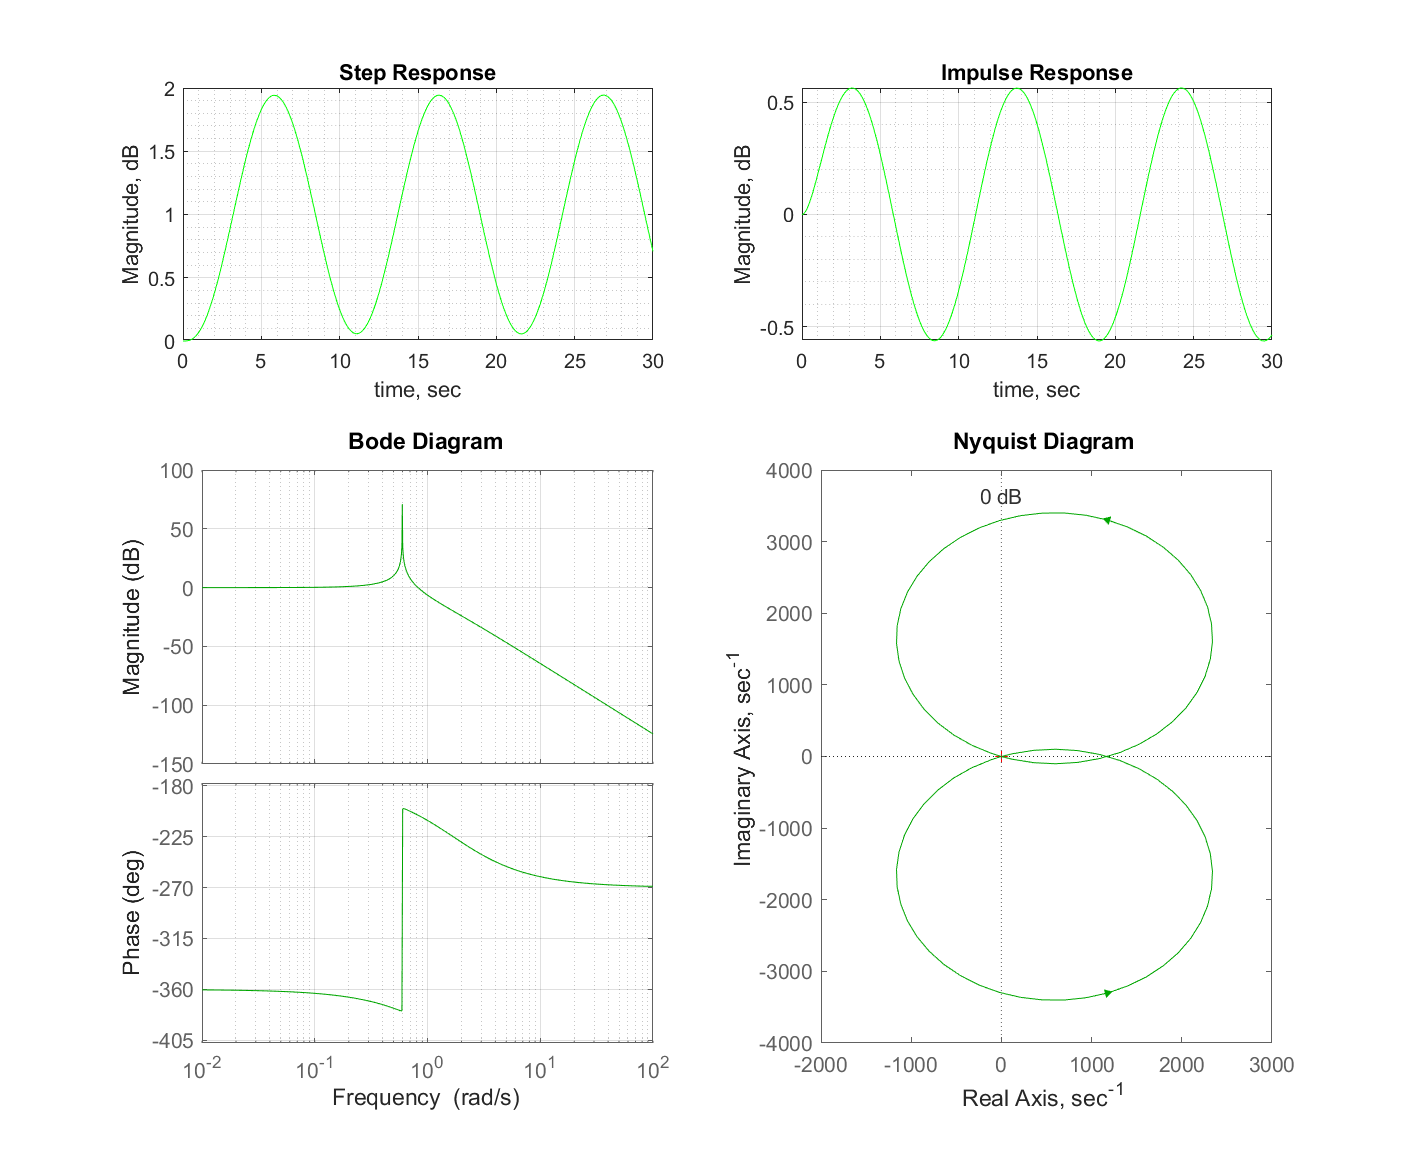 Step Response
Magnitude, dB
2
1.5
1
0.5
0
0 5 10 15 20 25 30
time, sec
Impulse Response
Magnitude, dB
0.5
0
-0.5
0 5 10 15 20 25 30
time, sec
Bode Diagram
Magnitude (dB)
100
50
0
-50
-100
-150
Phase (deg)
-180
-225
-270
-315
-360
-405
10^-2 10^-1 10^0 10^1 10^2
Frequency (rad/s)
Nyquist Diagram
0 dB
Imaginary Axis, sec^-1
4000
3000
2000
1000
0
-1000
-2000
-3000
-4000
-2000 -1000 0 1000 2000 3000
Real Axis, sec^-1